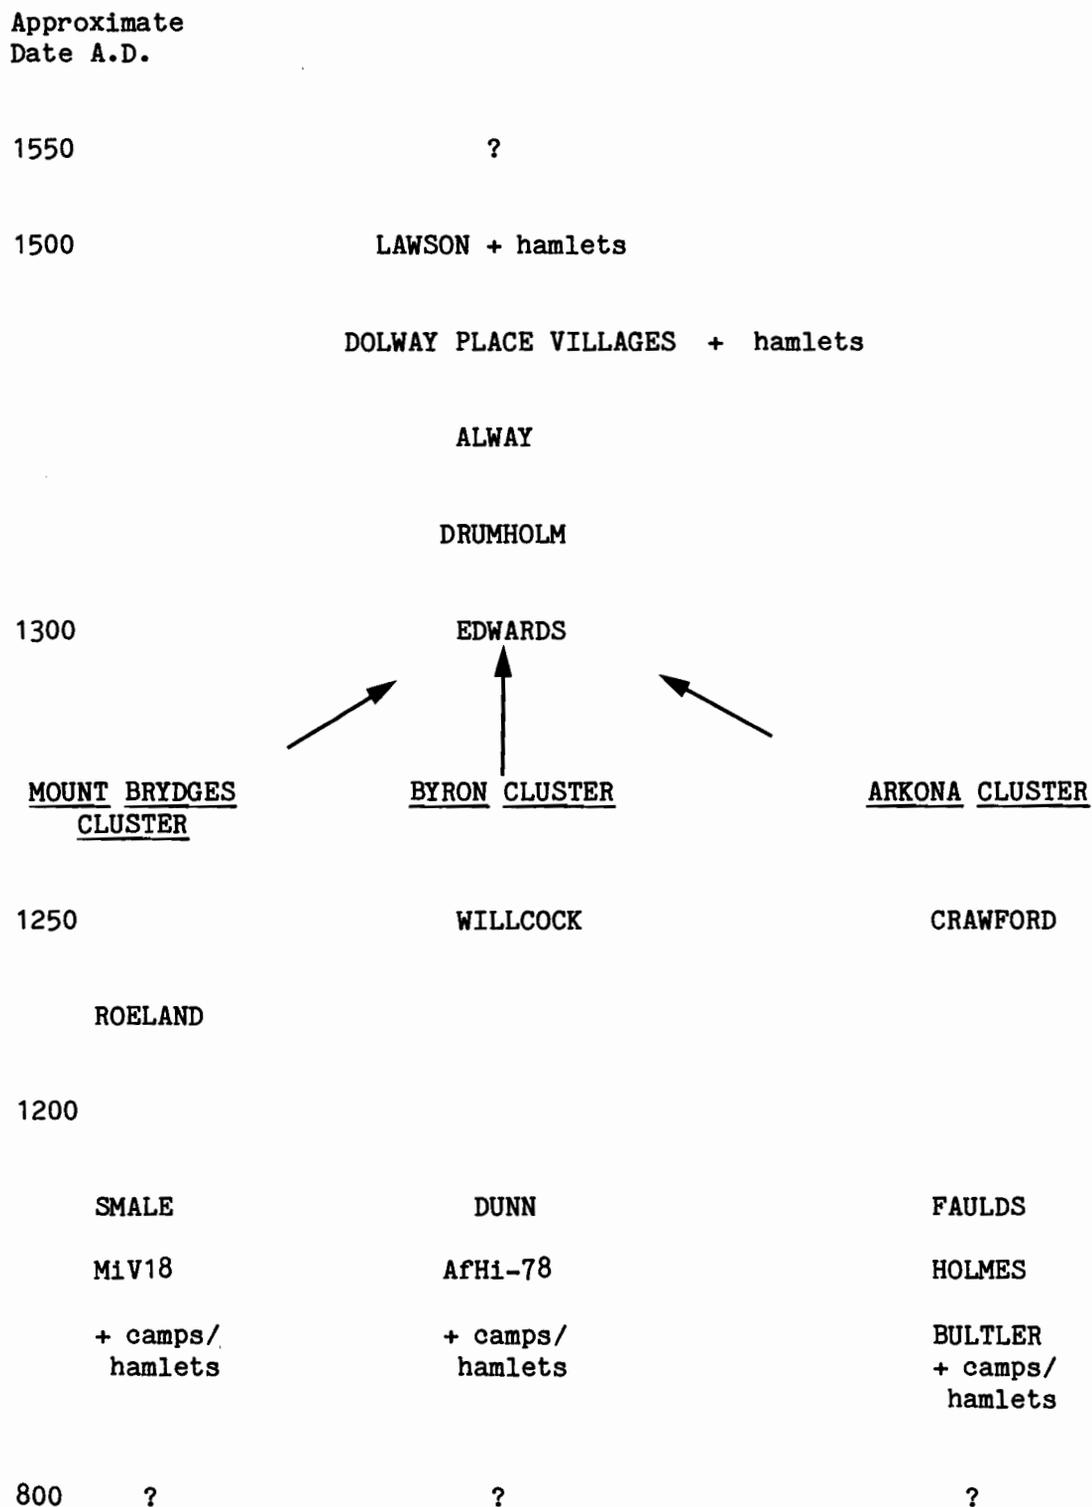 Approximate
Date A.D.
1550 ?
1500 LAWSON + hamlets
DOLWAY PLACE VILLAGES + hamlets
ALWAY
DRUMHOLM
1300 EDWARDS
MOUNT BRYDGES BYRON CLUSTER ARKONA CLUSTER
CLUSTER
1250 WILLCOCK CRAWFORD
ROELAND
1200
SMALE DUNN FAULDS
MiV18 AfHi-78 HOLMES
+ camps/ + camps/ BULTLER
hamlets hamlets + camps/
hamlets
800 ? ? ?